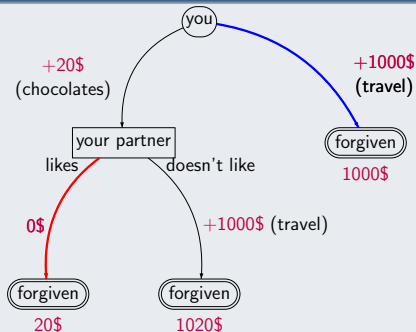 you
+20$
(chocolates)
+1000$
(travel)
your partner
forgiven
1000$
likes
doesn't like
0$
+1000$ (travel)
forgiven
forgiven
20$
1020$